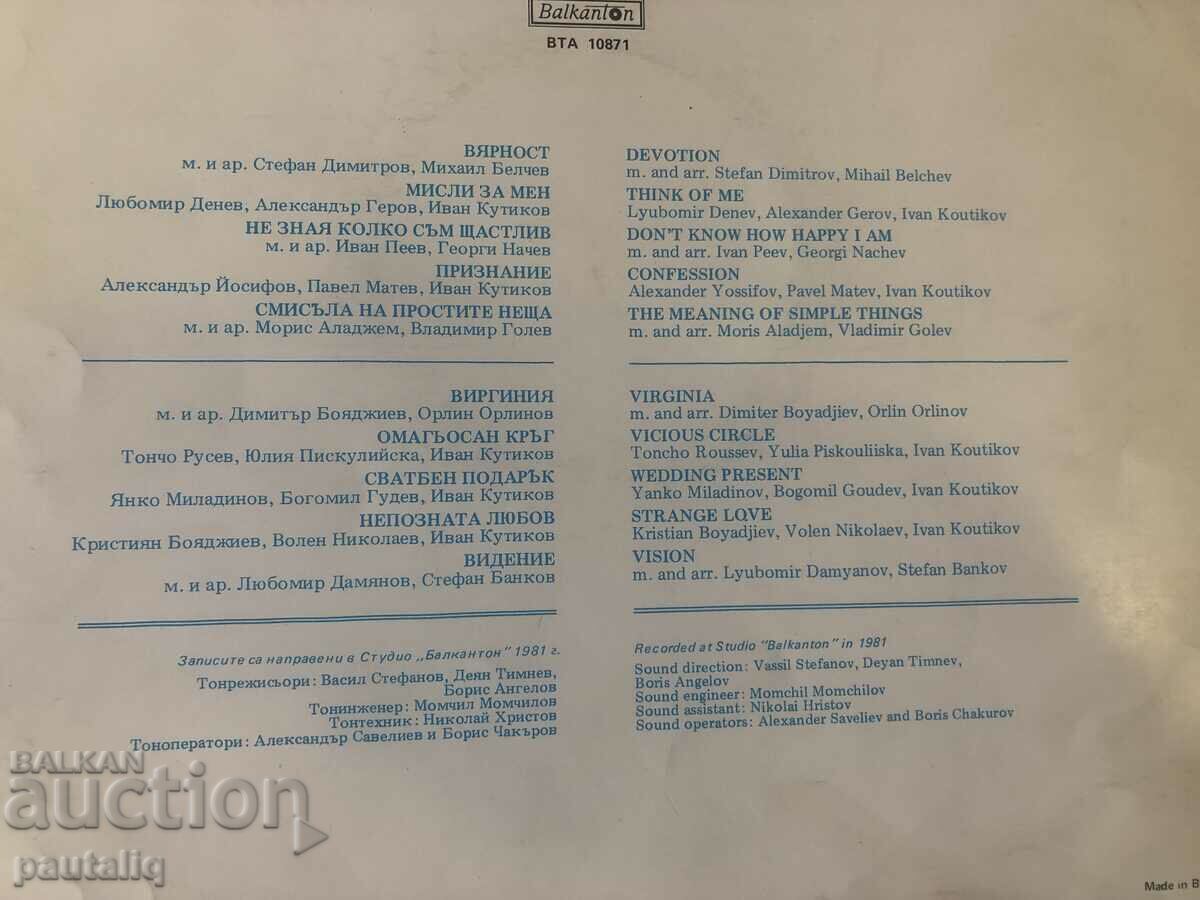 Balkanton
BTA 10871
ВЯРНОСТ
м. и ар. Стефан Димитров, Михаил Белчев
МИСЛИ ЗА МЕН
Любомир Денев, Александър Геров, Иван Кутиков
НЕ ЗНАЯ КОЛКО СЪМ ЩАСТЛИВ
м. и ар. Иван Пеев, Георги Начев
ПРИЗНАНИЕ
Александър Йосифов, Павел Матев, Иван Кутиков
СМИСЪЛА НА ПРОСТИТЕ НЕЩА
м. и ар. Морис Аладжем, Владимир Голев
ВИРГИНИЯ
м. и ар. Димитър Бояджиев, Орлин Орлинов
ОМАГЬОСАН КРЪГ
Тончо Русев, Юлия Пискулийска, Иван Кутиков
СВАТБЕН ПОДАРЪК
Янко Миладинов, Богомил Гудев, Иван Кутиков
НЕПОЗНАТА ЛЮБОВ
Кристиян Бояджиев, Волен Николаев, Иван Кутиков
ВИДЕНИЕ
м. и ар. Любомир Дамянов, Стефан Банков
Записите са направени в Студио „Балкантон" 1981 г.
Тонрежисьори: Васил Стефанов, Деян Тимнев,
Борис Ангелов
Тонинженер: Момчил Момчилов
Тонтехник: Николай Христов
Тоноператори: Александър Савелиев и Борис Чакъров
DEVOTION
m. and arr. Stefan Dimitrov, Mihail Belchev
THINK OF ME
Lyubomir Denev, Alexander Gerov, Ivan Koutikov
DON'T KNOW HOW HAPPY I AM
m. and arr. Ivan Peev, Georgi Nachev
CONFESSION
Alexander Yossifov, Pavel Matev, Ivan Koutikov
THE MEANING OF SIMPLE THINGS
m. and arr. Moris Aladjem, Vladimir Golev
VIRGINIA
m. and arr. Dimiter Boyadjiev, Orlin Orlinov
VICIOUS CIRCLE
Toncho Roussev, Yulia Piskouliiska, Ivan Koutikov
WEDDING PRESENT
Yanko Miladinov, Bogomil Goudev, Ivan Koutikov
STRANGE LOVE
Kristian Boyadjiev, Volen Nikolaev, Ivan Koutikov
VISION
m. and arr. Lyubomir Damyanov, Stefan Bankov
Recorded at Studio "Balkanton" in 1981
Sound direction: Vassil Stefanov, Deyan Timnev,
Boris Angelov
Sound engineer: Momchil Momchilov
Sound assistant: Nikolai Hristov
Sound operators: Alexander Saveliev and Boris Chakurov
BALKAN
auction
pautaliq
Made in B